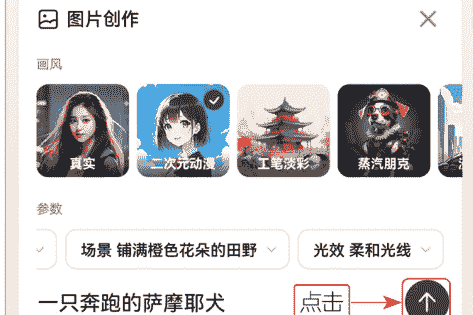 图片创作
画风
真实 二次元动漫 工笔淡彩 蒸汽朋克
参数
场景 铺满橙色花朵的田野 光效 柔和光线
一只奔跑的萨摩耶犬 点击